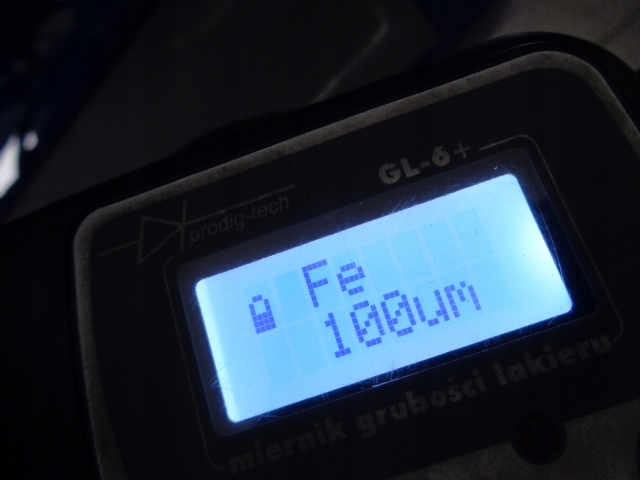 GL-6+
prodig-tech
Fe
100um
miernik grubości lakieru